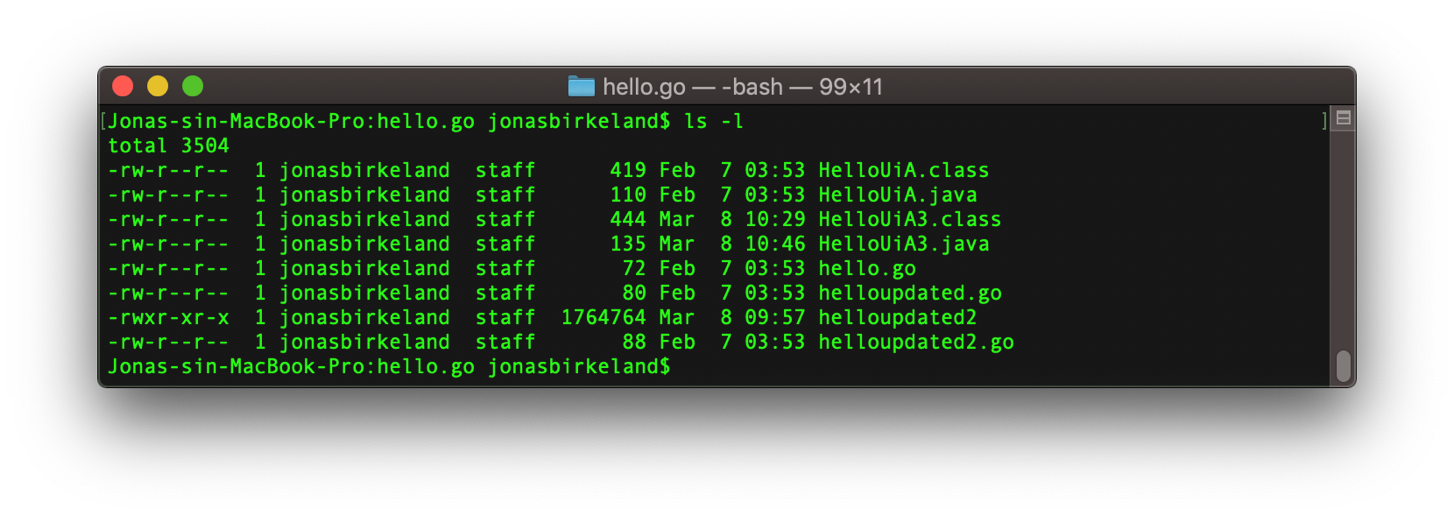 hello.go — -bash — 99×11
[Jonas-sin-MacBook-Pro:hello.go jonasbirkeland$ ls -l ]
total 3504
-rw-r--r--  1 jonasbirkeland  staff      419 Feb  7 03:53 HelloUiA.class
-rw-r--r--  1 jonasbirkeland  staff      110 Feb  7 03:53 HelloUiA.java
-rw-r--r--  1 jonasbirkeland  staff      444 Mar  8 10:29 HelloUiA3.class
-rw-r--r--  1 jonasbirkeland  staff      135 Mar  8 10:46 HelloUiA3.java
-rw-r--r--  1 jonasbirkeland  staff       72 Feb  7 03:53 hello.go
-rw-r--r--  1 jonasbirkeland  staff       80 Feb  7 03:53 helloupdated.go
-rwxr-xr-x  1 jonasbirkeland  staff  1764764 Mar  8 09:57 helloupdated2
-rw-r--r--  1 jonasbirkeland  staff       88 Feb  7 03:53 helloupdated2.go
Jonas-sin-MacBook-Pro:hello.go jonasbirkeland$